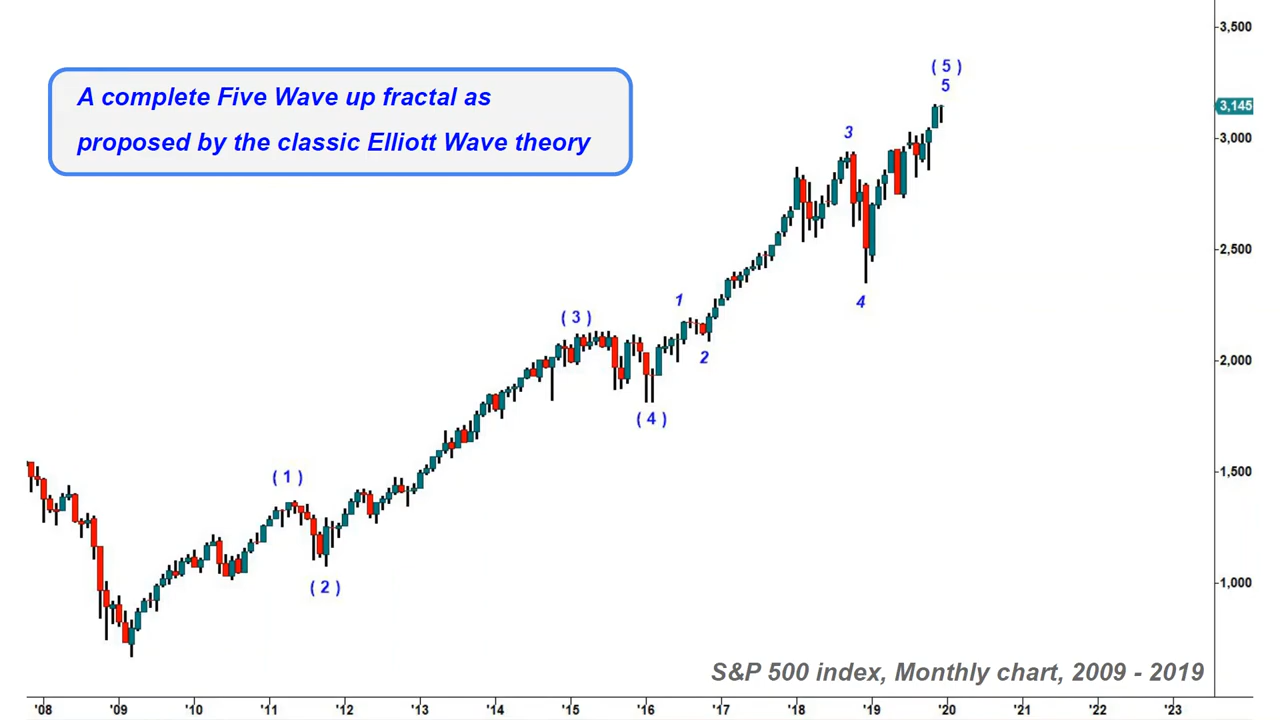 A complete Five Wave up fractal as
proposed by the classic Elliott Wave theory
3,500
( 5 )
5
3,145
3
3,000
2,500
1
4
( 3 )
2
2,000
( 4 )
( 1 )
1,500
( 2 )
1,000
S&P 500 index, Monthly chart, 2009 - 2019
'08 '09 '10 '11 '12 '13 '14 '15 '16 '17 '18 '19 '20 '21 '22 '23